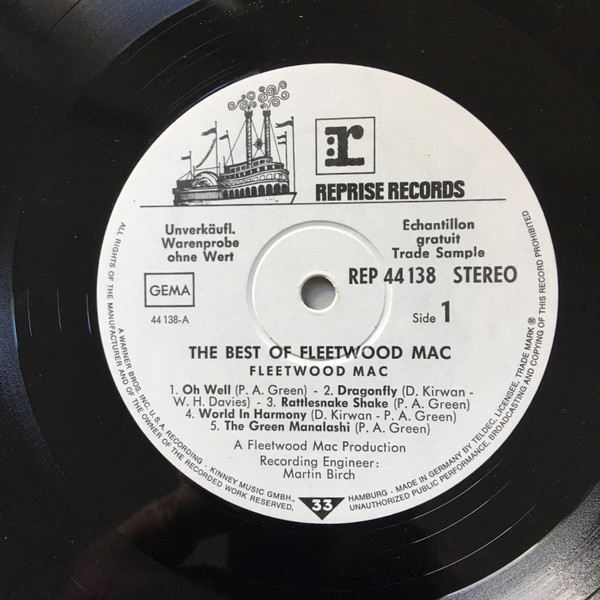 r
REPRISE RECORDS
Unverkäufl.
Warenprobe
ohne Wert
Echantillon
gratuit
Trade Sample
GEMA
REP 44 138 STEREO
44 138-A
Side 1
THE BEST OF FLEETWOOD MAC
FLEETWOOD MAC
1. Oh Well (P. A. Green) - 2. Dragonfly (D. Kirwan -
W. H. Davies) - 3. Rattlesnake Shake (P. A. Green)
4. World In Harmony (D. Kirwan - P. A. Green)
5. The Green Manalashi (P. A. Green)
A Fleetwood Mac Production
Recording Engineer:
Martin Birch
33
ALL RIGHTS OF THE MANUFACTURER AND OF THE OWNER OF THE RECORDED WORK RESERVED,
UNAUTHORIZED PUBLIC PERFORMANCE, BROADCASTING AND COPYING OF THIS RECORD PROHIBITED
A WARNER BROS. INC. U.S.A. RECORDING - KINNEY MUSIC GMBH.,
HAMBURG - MADE IN GERMANY BY TELDEC, LICENSEE, TRADE MARK ®